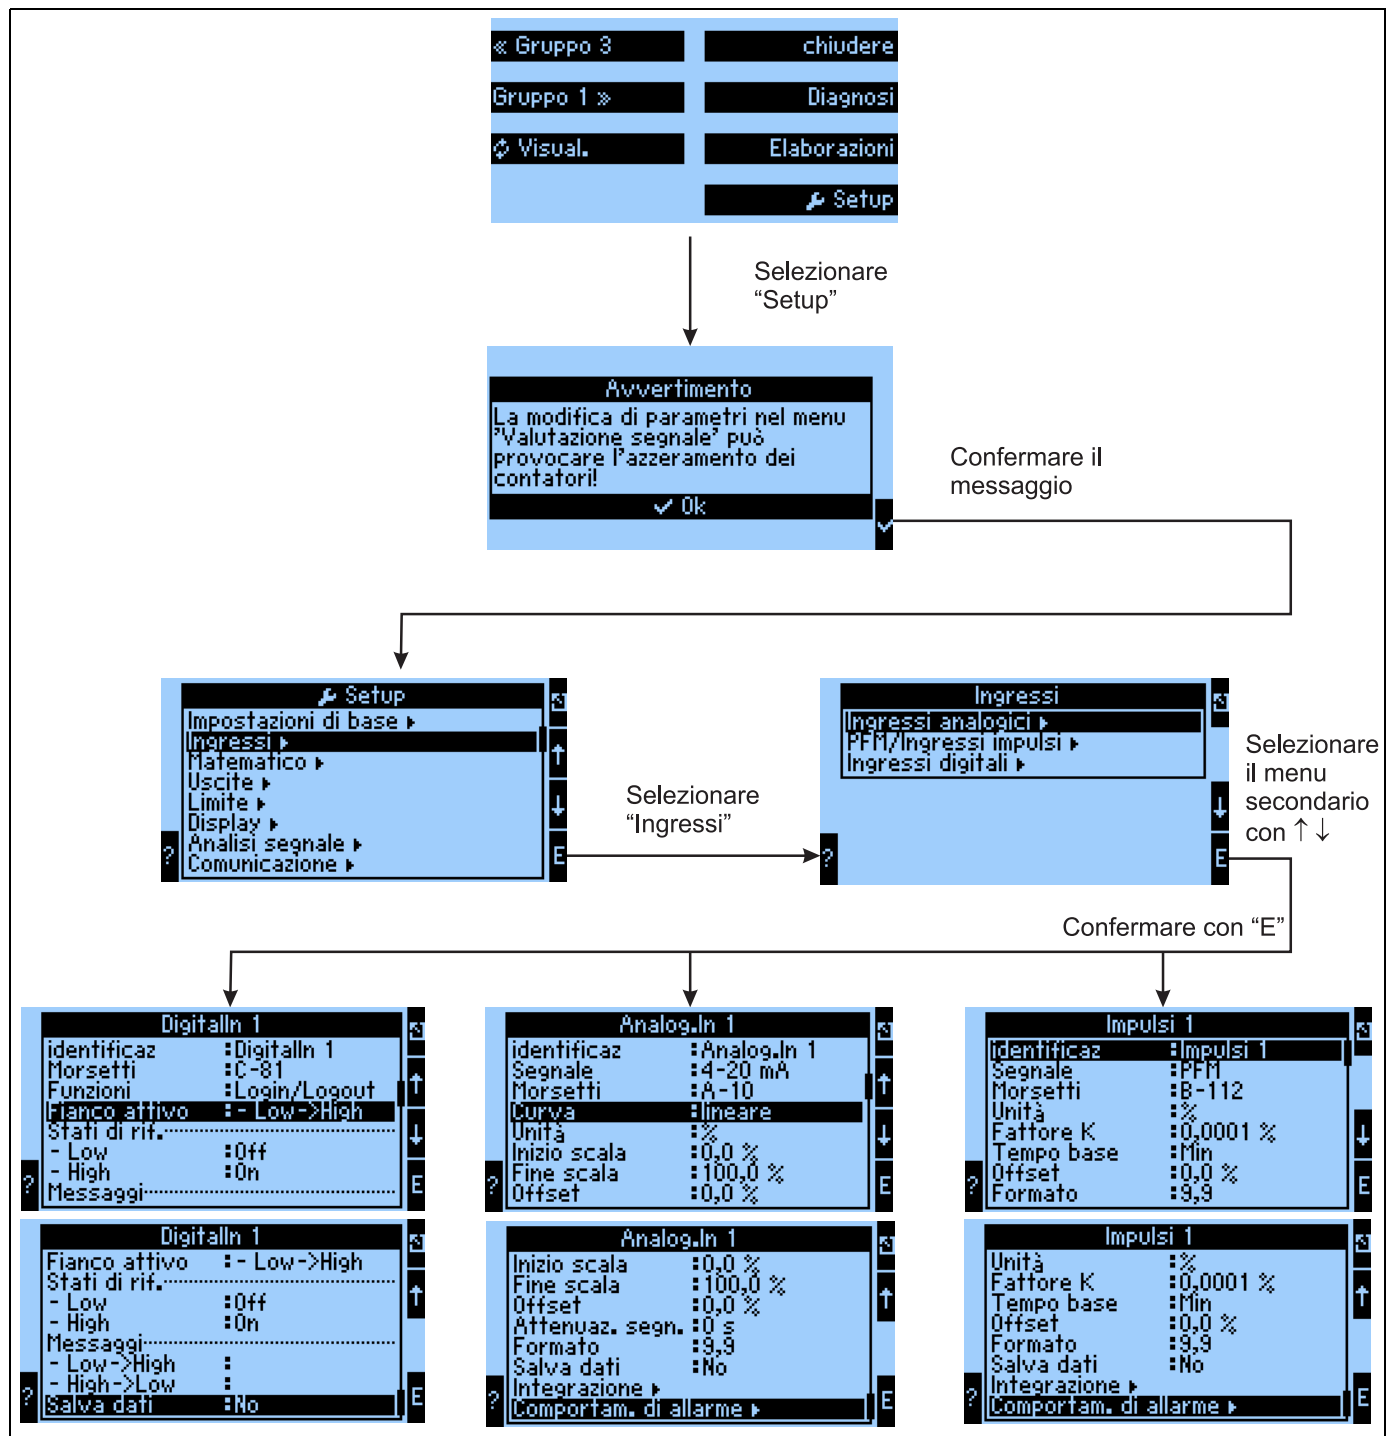 « Gruppo 3
chiudere
Gruppo 1 »
Diagnosi
Visual.
Elaborazioni
Setup
Selezionare
“Setup”
Avvertimento
La modifica di parametri nel menu
'Valutazione segnale' può
provocare l'azzeramento dei
contatori!
✓ Ok
Confermare il
messaggio
Setup
Impostazioni di base ▸
Ingressi ▸
Matematico ▸
Uscite ▸
Limite ▸
Display ▸
Analisi segnale ▸
Comunicazione ▸
↑
↓
?
E
Selezionare
“Ingressi”
Ingressi
Ingressi analogici ▸
PFM/Ingressi impulsi ▸
Ingressi digitali ▸
↓
?
E
Selezionare
il menu
secondario
con ↑ ↓
Confermare con “E”
DigitalIn 1
identificaz :DigitalIn 1
Morsetti :C-81
Funzioni :Login/Logout
Fianco attivo :- Low->High
Stati di rif.
- Low :Off
- High :On
Messaggi
↑
↓
?
E
Analog.In 1
identificaz :Analog.In 1
Segnale :4-20 mA
Morsetti :A-10
Curva :lineare
Unità :%
Inizio scala :0,0 %
Fine scala :100,0 %
Offset :0,0 %
↑
↓
?
E
Impulsi 1
identificaz :Impulsi 1
Segnale :PFM
Morsetti :B-112
Unità :%
Fattore K :0,0001 %
Tempo base :Min
Offset :0,0 %
Formato :9,9
↓
?
E
DigitalIn 1
Fianco attivo :- Low->High
Stati di rif.
- Low :Off
- High :On
Messaggi
- Low->High :
- High->Low :
Salva dati :No
↑
?
E
Analog.In 1
Inizio scala :0,0 %
Fine scala :100,0 %
Offset :0,0 %
Attenuaz. segn. :0 s
Formato :9,9
Salva dati :No
Integrazione ▸
Comportam. di allarme ▸
↑
?
E
Impulsi 1
Unità :%
Fattore K :0,0001 %
Tempo base :Min
Offset :0,0 %
Formato :9,9
Salva dati :No
Integrazione ▸
Comportam. di allarme ▸
↑
?
E